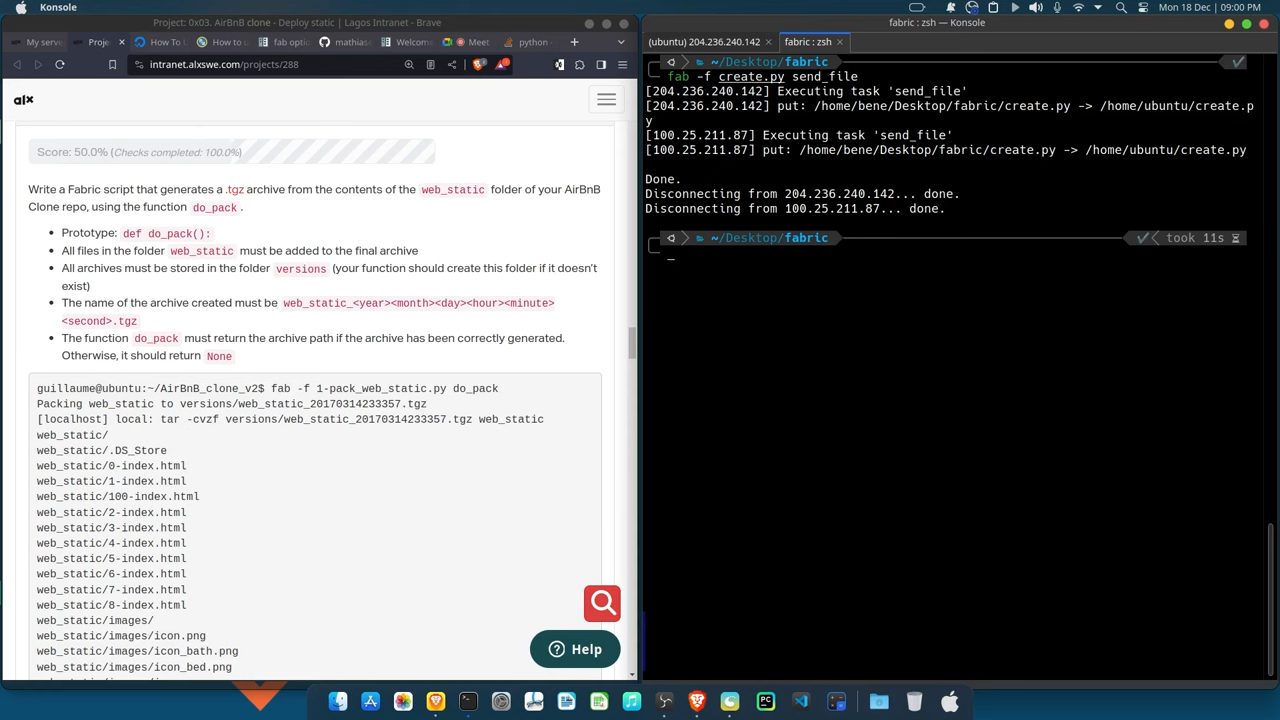 Konsole
Mon 18 Dec
09:00 PM
Project: 0x03. AirBnB clone - Deploy static | Lagos Intranet - Brave
My serve
Proje
How To
How to u
fab optio
mathias
Welcome
Meet
python -
intranet.alxswe.com/projects/288
alx
Score: 50.0% (Checks completed: 100.0%)
Write a Fabric script that generates a .tgz archive from the contents of the web_static folder of your AirBnB
Clone repo, using the function do_pack.
Prototype: def do_pack():
All files in the folder web_static must be added to the final archive
All archives must be stored in the folder versions (your function should create this folder if it doesn't
exist)
The name of the archive created must be web_static_<year><month><day><hour><minute>
<second>.tgz
The function do_pack must return the archive path if the archive has been correctly generated.
Otherwise, it should return None
guillaume@ubuntu:~/AirBnB_clone_v2$ fab -f 1-pack_web_static.py do_pack
Packing web_static to versions/web_static_20170314233357.tgz
[localhost] local: tar -cvzf versions/web_static_20170314233357.tgz web_static
web_static/
web_static/.DS_Store
web_static/0-index.html
web_static/1-index.html
web_static/100-index.html
web_static/2-index.html
web_static/3-index.html
web_static/4-index.html
web_static/5-index.html
web_static/6-index.html
web_static/7-index.html
web_static/8-index.html
web_static/images/
web_static/images/icon.png
web_static/images/icon_bath.png
web_static/images/icon_bed.png
Help
fabric : zsh — Konsole
(ubuntu) 204.236.240.142
fabric : zsh
~/Desktop/fabric
fab -f create.py send_file
[204.236.240.142] Executing task 'send_file'
[204.236.240.142] put: /home/bene/Desktop/fabric/create.py -> /home/ubuntu/create.p
y
[100.25.211.87] Executing task 'send_file'
[100.25.211.87] put: /home/bene/Desktop/fabric/create.py -> /home/ubuntu/create.py
Done.
Disconnecting from 204.236.240.142... done.
Disconnecting from 100.25.211.87... done.
~/Desktop/fabric
took 11s